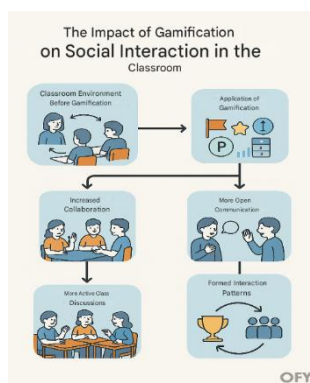 The Impact of Gamification
on Social Interaction in the
Classroom
Classroom Environment
Before Gamification
Application of
Gamification
P
Increased
Collaboration
More Open
Communication
More Active Class
Discussions
Formed Interaction
Patterns
OFY